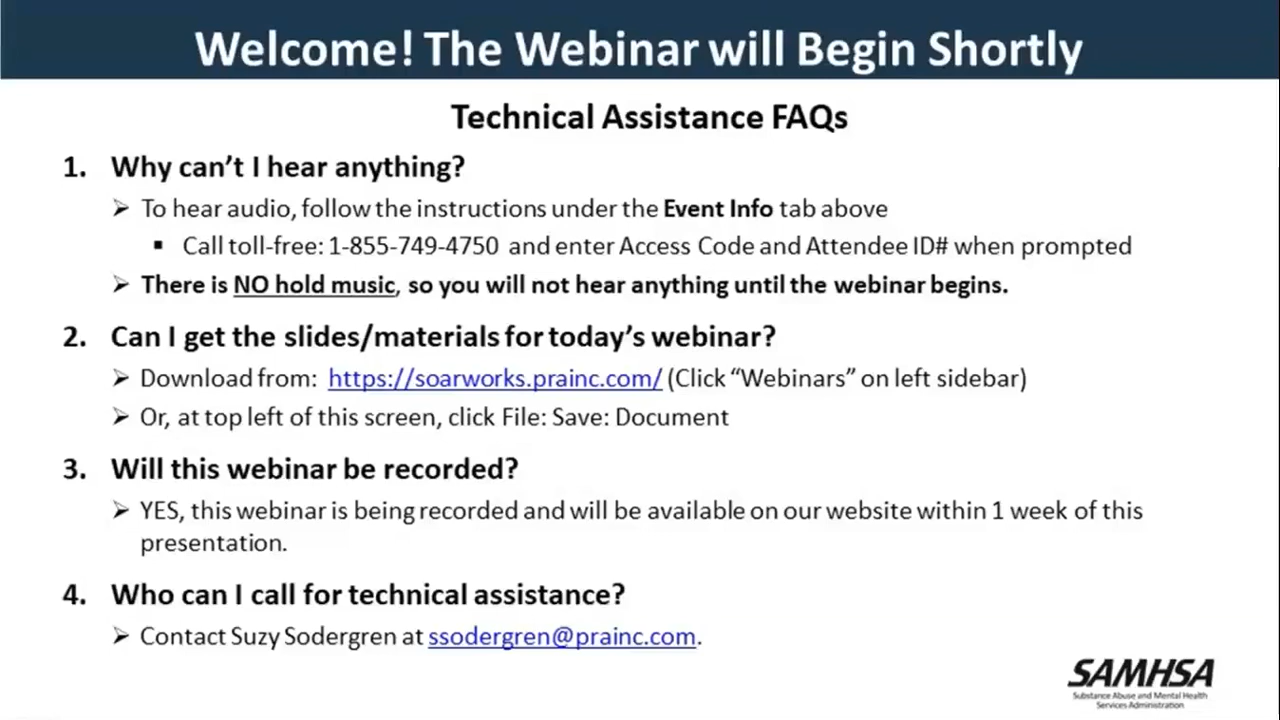 Welcome! The Webinar will Begin Shortly
Technical Assistance FAQs
1. Why can't I hear anything?
➢ To hear audio, follow the instructions under the Event Info tab above
▪ Call toll-free: 1-855-749-4750 and enter Access Code and Attendee ID# when prompted
➢ There is NO hold music, so you will not hear anything until the webinar begins.
2. Can I get the slides/materials for today's webinar?
➢ Download from: https://soarworks.prainc.com/ (Click "Webinars" on left sidebar)
➢ Or, at top left of this screen, click File: Save: Document
3. Will this webinar be recorded?
➢ YES, this webinar is being recorded and will be available on our website within 1 week of this
presentation.
4. Who can I call for technical assistance?
➢ Contact Suzy Sodergren at ssodergren@prainc.com.
SAMHSA
Substance Abuse and Mental Health
Services Administration